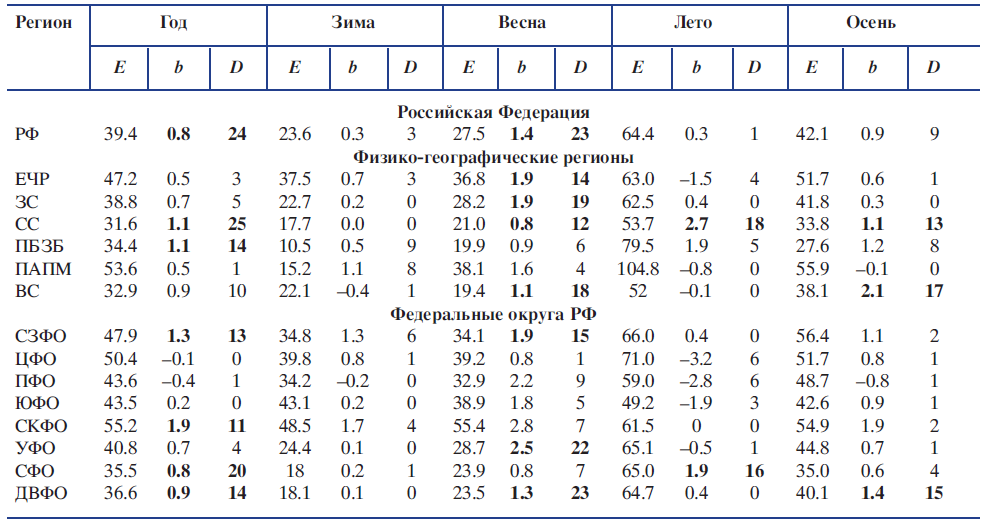 Регион Год Зима Весна Лето Осень
E b D E b D E b D E b D E b D
Российская Федерация
РФ 39.4 0.8 24 23.6 0.3 3 27.5 1.4 23 64.4 0.3 1 42.1 0.9 9
Физико-географические регионы
ЕЧР 47.2 0.5 3 37.5 0.7 3 36.8 1.9 14 63.0 –1.5 4 51.7 0.6 1
ЗС 38.8 0.7 5 22.7 0.2 0 28.2 1.9 19 62.5 0.4 0 41.8 0.3 0
СС 31.6 1.1 25 17.7 0.0 0 21.0 0.8 12 53.7 2.7 18 33.8 1.1 13
ПБЗБ 34.4 1.1 14 10.5 0.5 9 19.9 0.9 6 79.5 1.9 5 27.6 1.2 8
ПАПМ 53.6 0.5 1 15.2 1.1 8 38.1 1.6 4 104.8 –0.8 0 55.9 –0.1 0
ВС 32.9 0.9 10 22.1 –0.4 1 19.4 1.1 18 52 –0.1 0 38.1 2.1 17
Федеральные округа РФ
СЗФО 47.9 1.3 13 34.8 1.3 6 34.1 1.9 15 66.0 0.4 0 56.4 1.1 2
ЦФО 50.4 –0.1 0 39.8 0.8 1 39.2 0.8 1 71.0 –3.2 6 51.7 0.8 1
ПФО 43.6 –0.4 1 34.2 –0.2 0 32.9 2.2 9 59.0 –2.8 6 48.7 –0.8 1
ЮФО 43.5 0.2 0 43.1 0.2 0 38.9 1.8 5 49.2 –1.9 3 42.6 0.9 1
СКФО 55.2 1.9 11 48.5 1.7 4 55.4 2.8 7 61.5 0 0 54.9 1.9 2
УФО 40.8 0.7 4 24.4 0.1 0 28.7 2.5 22 65.1 –0.5 1 44.8 0.7 1
СФО 35.5 0.8 20 18 0.2 1 23.9 0.8 7 65.0 1.9 16 35.0 0.6 4
ДВФО 36.6 0.9 14 18.1 0.1 0 23.5 1.3 23 64.7 0.4 0 40.1 1.4 15